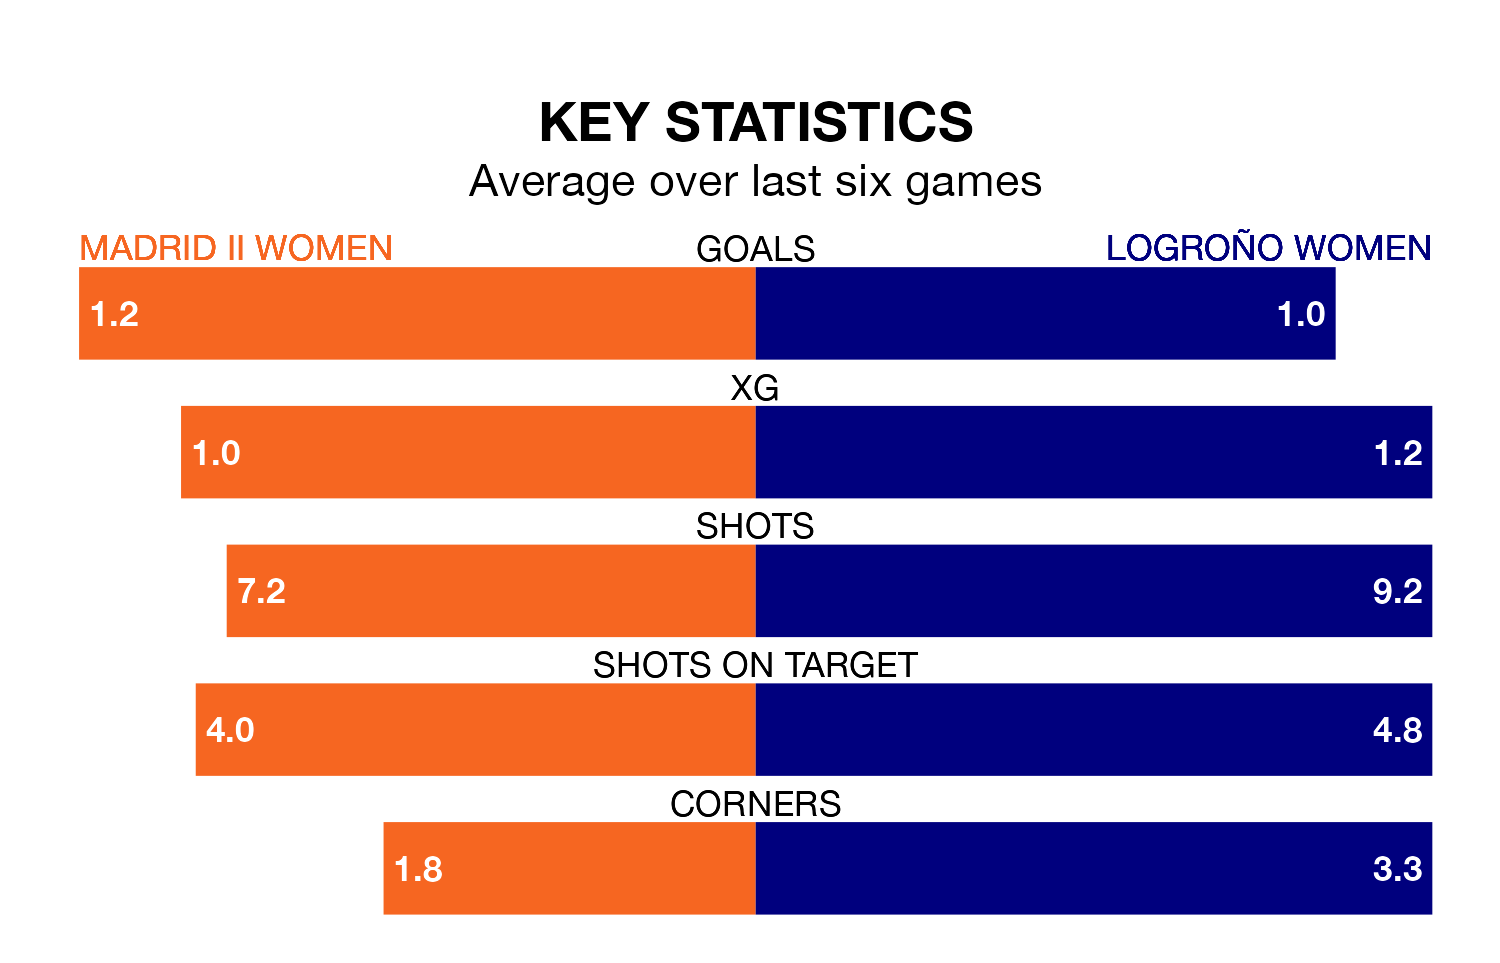 KEY STATISTICS
Average over last six games
MADRID II WOMEN GOALS LOGROÑO WOMEN
1.2 1.0
XG
1.0 1.2
SHOTS
7.2 9.2
SHOTS ON TARGET
4.0 4.8
CORNERS
1.8 3.3